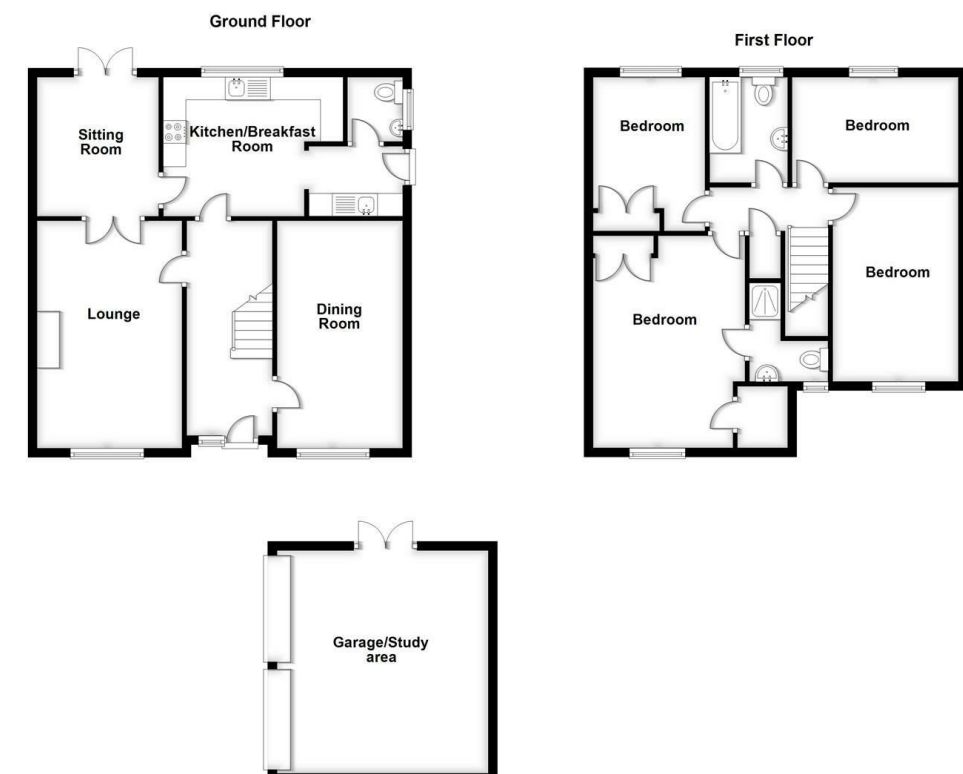 Ground Floor
Sitting
Room
Kitchen/Breakfast
Room
Lounge
Dining
Room
First Floor
Bedroom
Bedroom
Bedroom
Bedroom
Garage/Study
area